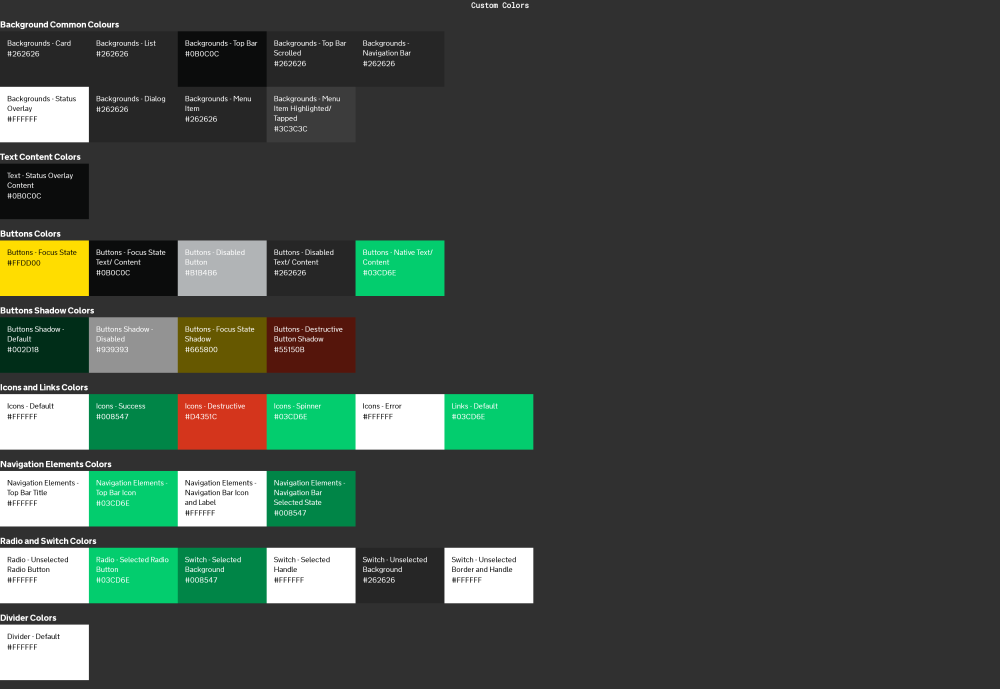 Custom Colors
Background Common Colours
Backgrounds - Card
#262626
Backgrounds - List
#262626
Backgrounds - Top Bar
#0B0C0C
Backgrounds - Top Bar
Scrolled
#262626
Backgrounds -
Navigation Bar
#262626
Backgrounds - Status
Overlay
#FFFFFF
Backgrounds - Dialog
#262626
Backgrounds - Menu
Item
#262626
Backgrounds - Menu
Item Highlighted/
Tapped
#3C3C3C
Text Content Colors
Text - Status Overlay
Content
#0B0C0C
Buttons Colors
Buttons - Focus State
#FFDD00
Buttons - Focus State
Text/ Content
#0B0C0C
Buttons - Disabled
Button
#B1B4B6
Buttons - Disabled
Text/ Content
#262626
Buttons - Native Text/
Content
#03CD6E
Buttons Shadow Colors
Buttons Shadow -
Default
#002D18
Buttons Shadow -
Disabled
#939393
Buttons - Focus State
Shadow
#665800
Buttons - Destructive
Button Shadow
#55150B
Icons and Links Colors
Icons - Default
#FFFFFF
Icons - Success
#008547
Icons - Destructive
#D4351C
Icons - Spinner
#03CD6E
Icons - Error
#FFFFFF
Links - Default
#03CD6E
Navigation Elements Colors
Navigation Elements -
Top Bar Title
#FFFFFF
Navigation Elements -
Top Bar Icon
#03CD6E
Navigation Elements -
Navigation Bar Icon
and Label
#FFFFFF
Navigation Elements -
Navigation Bar
Selected State
#008547
Radio and Switch Colors
Radio - Unselected
Radio Button
#FFFFFF
Radio - Selected Radio
Button
#03CD6E
Switch - Selected
Background
#008547
Switch - Selected
Handle
#FFFFFF
Switch - Unselected
Background
#262626
Switch - Unselected
Border and Handle
#FFFFFF
Divider Colors
Divider - Default
#FFFFFF